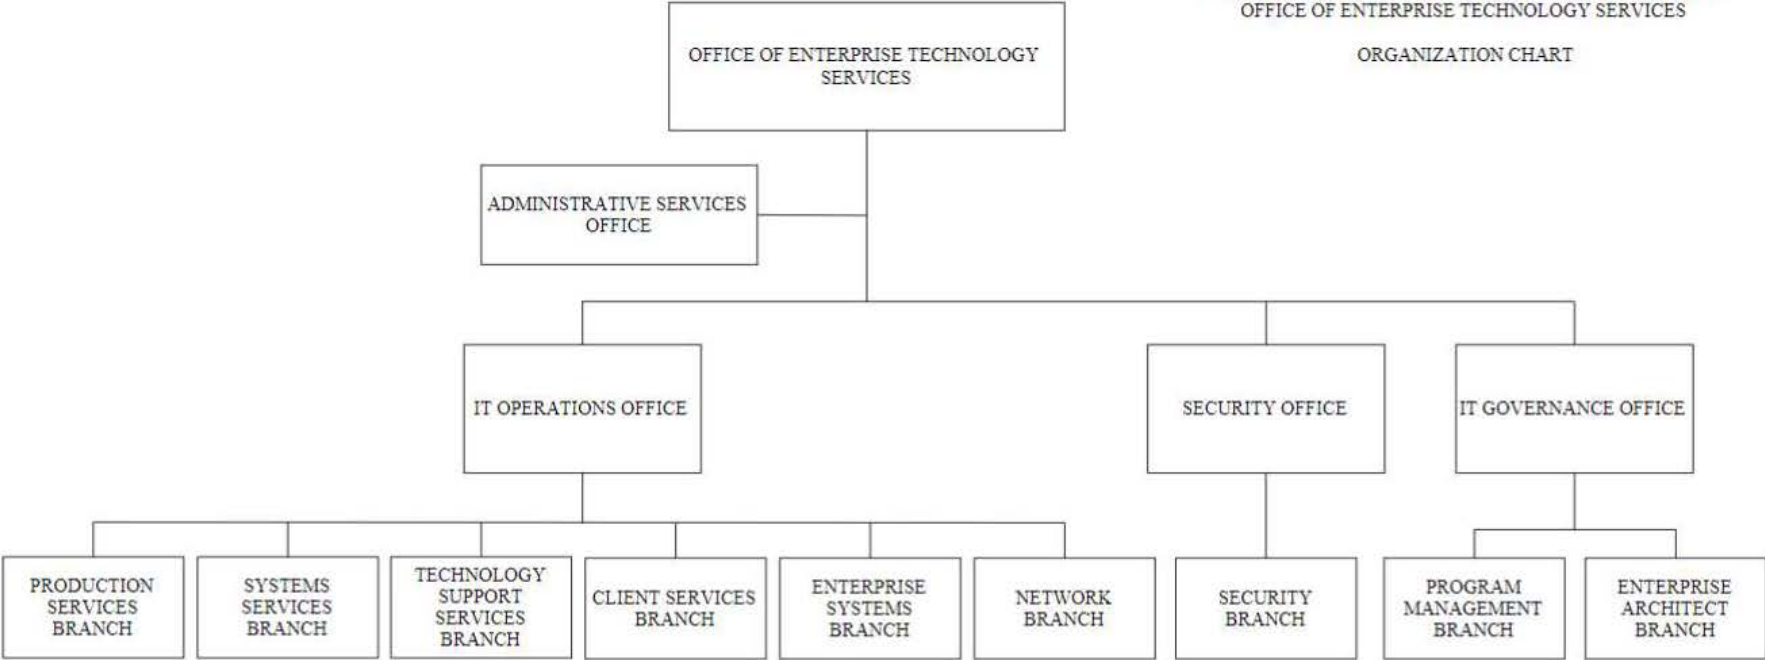 OFFICE OF ENTERPRISE TECHNOLOGY SERVICES
ORGANIZATION CHART
OFFICE OF ENTERPRISE TECHNOLOGY
SERVICES
ADMINISTRATIVE SERVICES
OFFICE
IT OPERATIONS OFFICE
SECURITY OFFICE
IT GOVERNANCE OFFICE
PRODUCTION
SERVICES
BRANCH
SYSTEMS
SERVICES
BRANCH
TECHNOLOGY
SUPPORT
SERVICES
BRANCH
CLIENT SERVICES
BRANCH
ENTERPRISE
SYSTEMS
BRANCH
NETWORK
BRANCH
SECURITY
BRANCH
PROGRAM
MANAGEMENT
BRANCH
ENTERPRISE
ARCHITECT
BRANCH